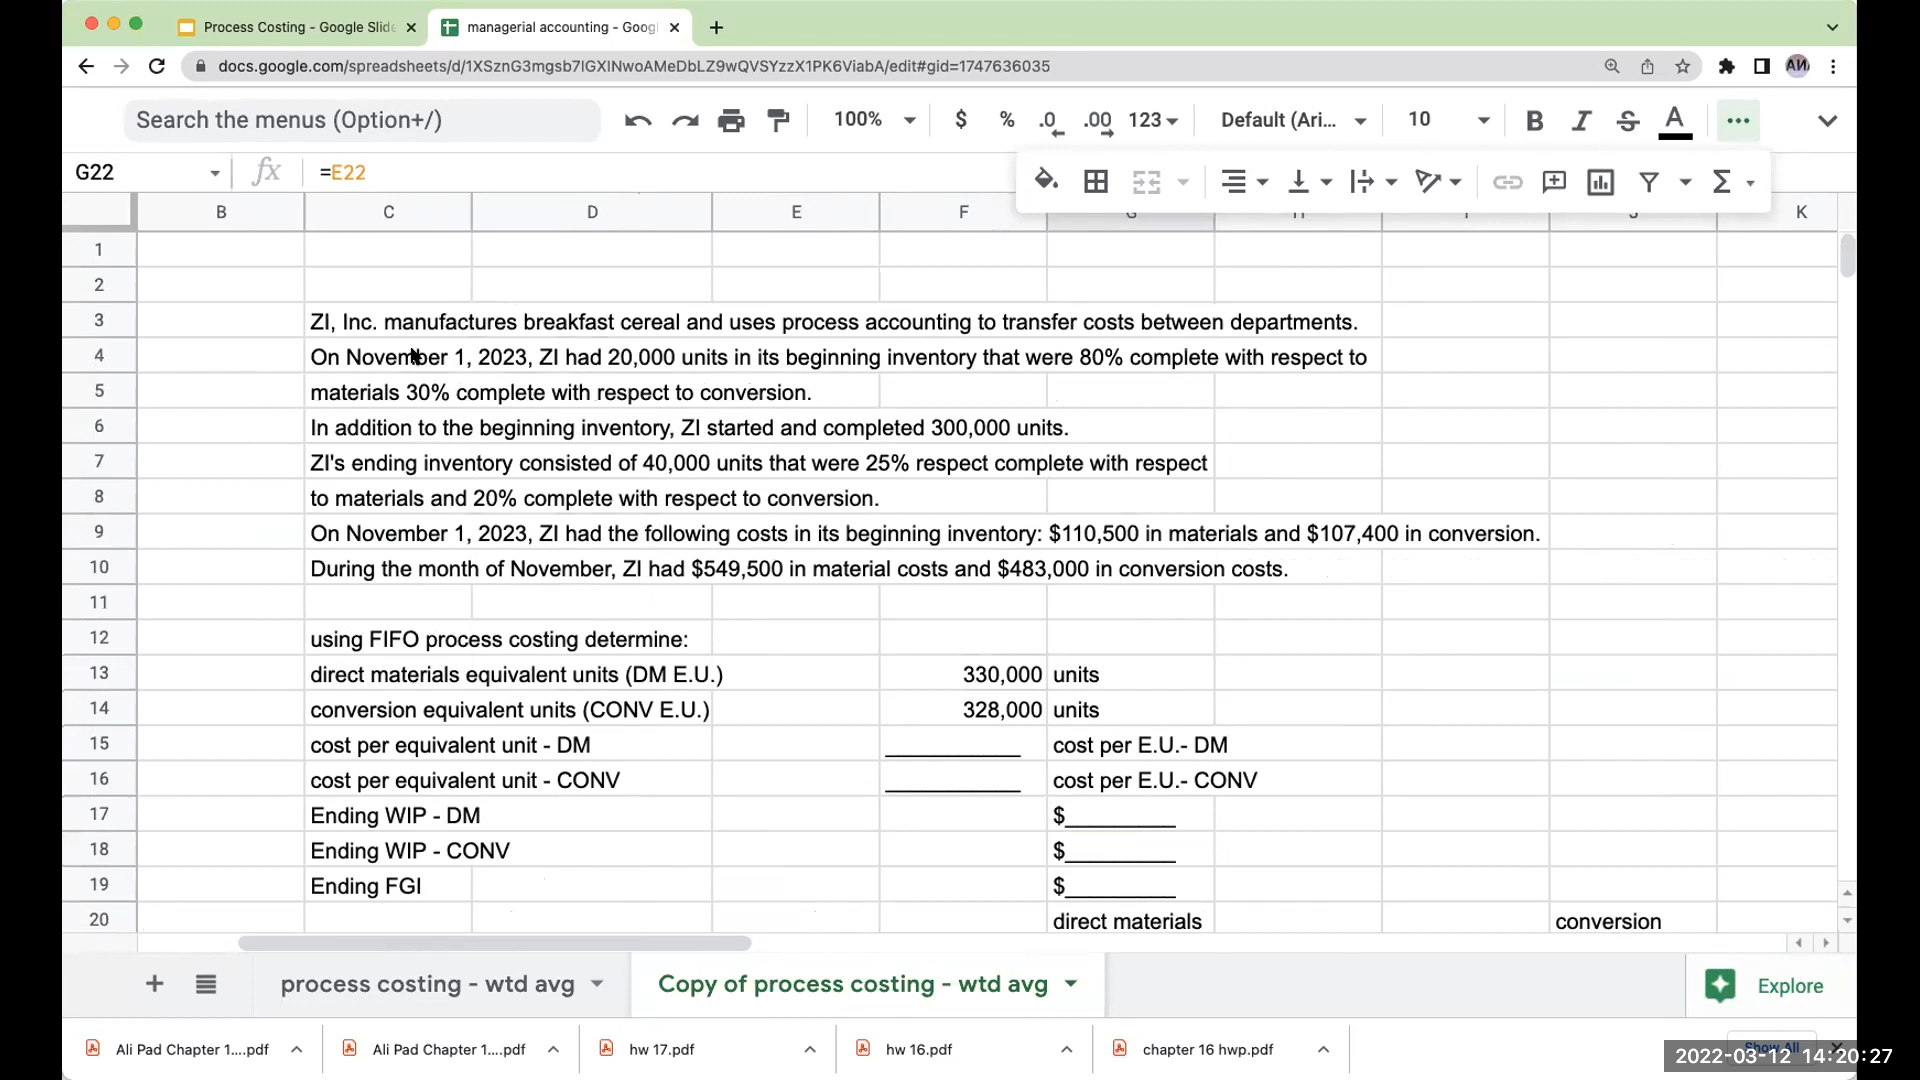 Process Costing - Google Slide
managerial accounting - Googl
docs.google.com/spreadsheets/d/1XSznG3mgsb7lGXINwoAMeDbLZ9wQVSYzzX1PK6ViabA/edit#gid=1747636035
Search the menus (Option+/)
100%
$ % .0 .00 123
Default (Ari...
10
B I S A
G22
fx
=E22
B C D E F K
1
2
3 ZI, Inc. manufactures breakfast cereal and uses process accounting to transfer costs between departments.
4 On November 1, 2023, ZI had 20,000 units in its beginning inventory that were 80% complete with respect to
5 materials 30% complete with respect to conversion.
6 In addition to the beginning inventory, ZI started and completed 300,000 units.
7 ZI's ending inventory consisted of 40,000 units that were 25% respect complete with respect
8 to materials and 20% complete with respect to conversion.
9 On November 1, 2023, ZI had the following costs in its beginning inventory: $110,500 in materials and $107,400 in conversion.
10 During the month of November, ZI had $549,500 in material costs and $483,000 in conversion costs.
11
12 using FIFO process costing determine:
13 direct materials equivalent units (DM E.U.) 330,000 units
14 conversion equivalent units (CONV E.U.) 328,000 units
15 cost per equivalent unit - DM ___________ cost per E.U.- DM
16 cost per equivalent unit - CONV ___________ cost per E.U.- CONV
17 Ending WIP - DM $_________
18 Ending WIP - CONV $_________
19 Ending FGI $_________
20 direct materials conversion
process costing - wtd avg
Copy of process costing - wtd avg
Explore
Ali Pad Chapter 1....pdf
Ali Pad Chapter 1....pdf
hw 17.pdf
hw 16.pdf
chapter 16 hwp.pdf
Show All
2022-03-12 14:20:27